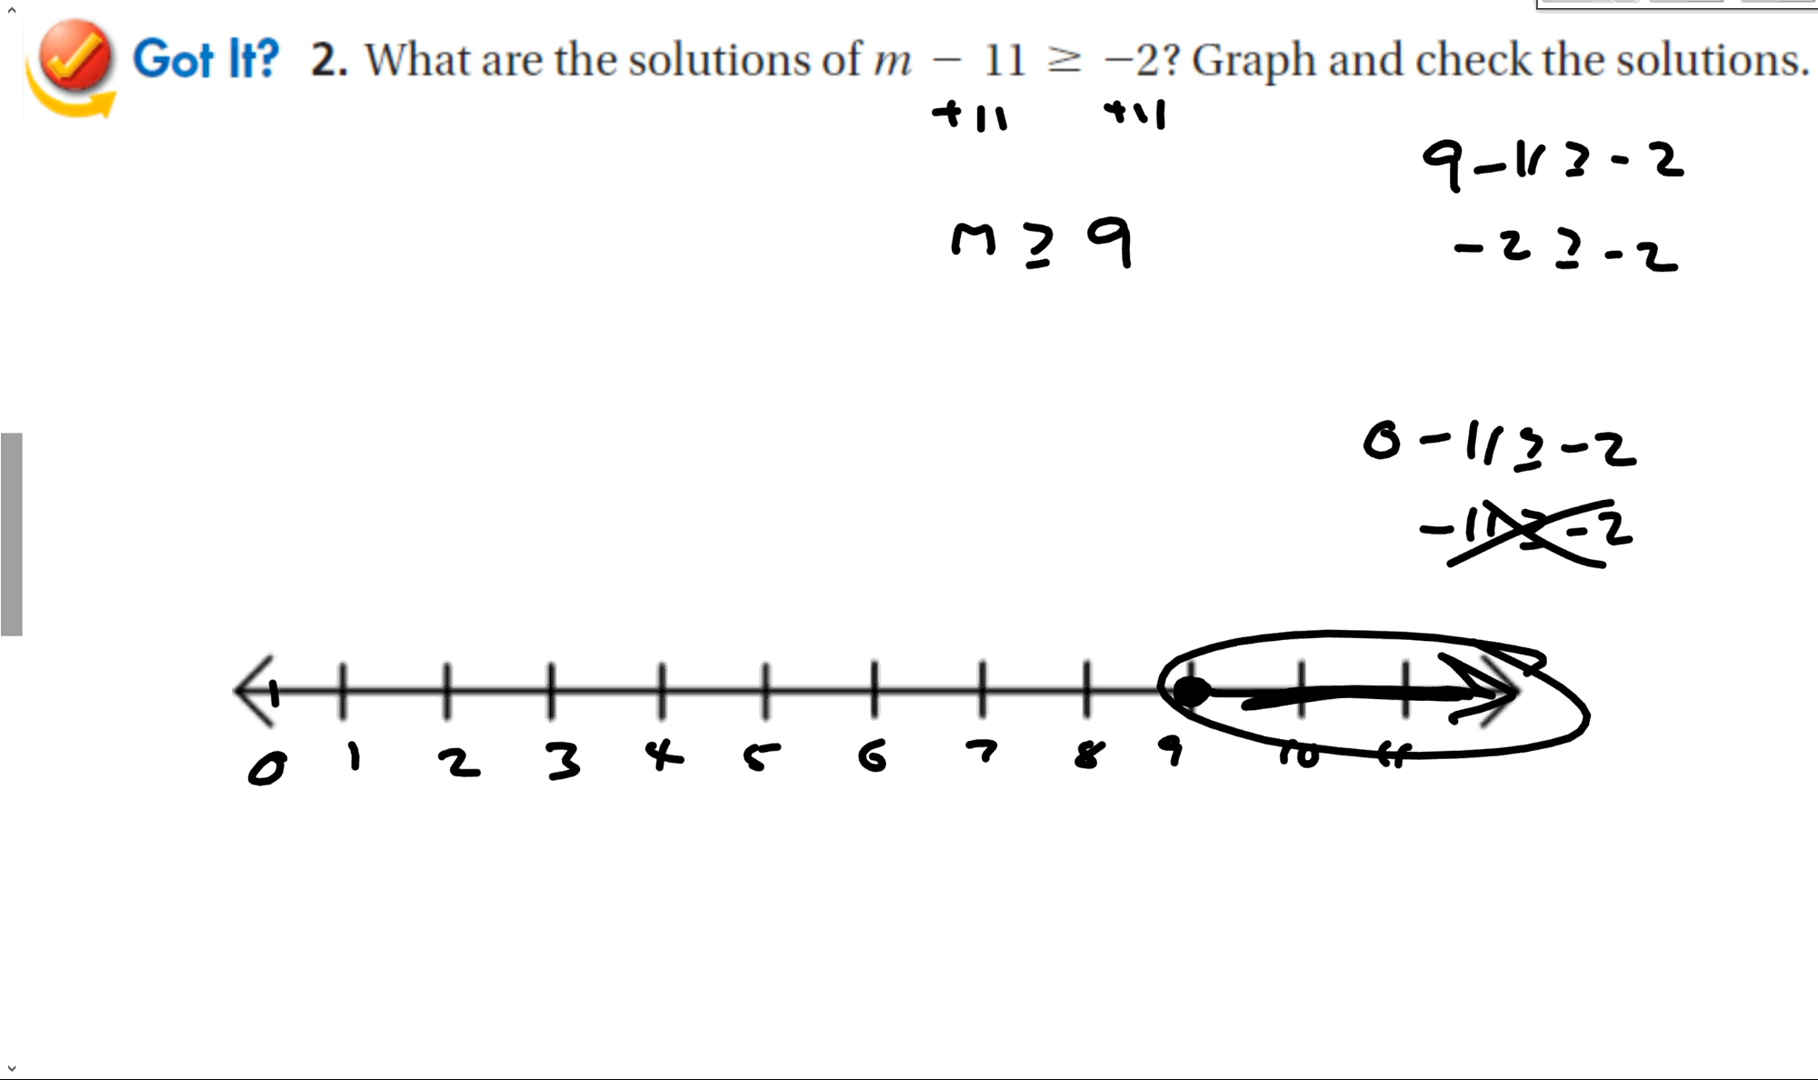 Got It? 2. What are the solutions of m − 11 ≥ −2? Graph and check the solutions.
+11 +11
9 - 11 ≥ - 2
m ≥ 9
- 2 ≥ - 2
0 - 11 ≥ - 2
- 11 ≥ - 2
0 1 2 3 4 5 6 7 8 9 10 11